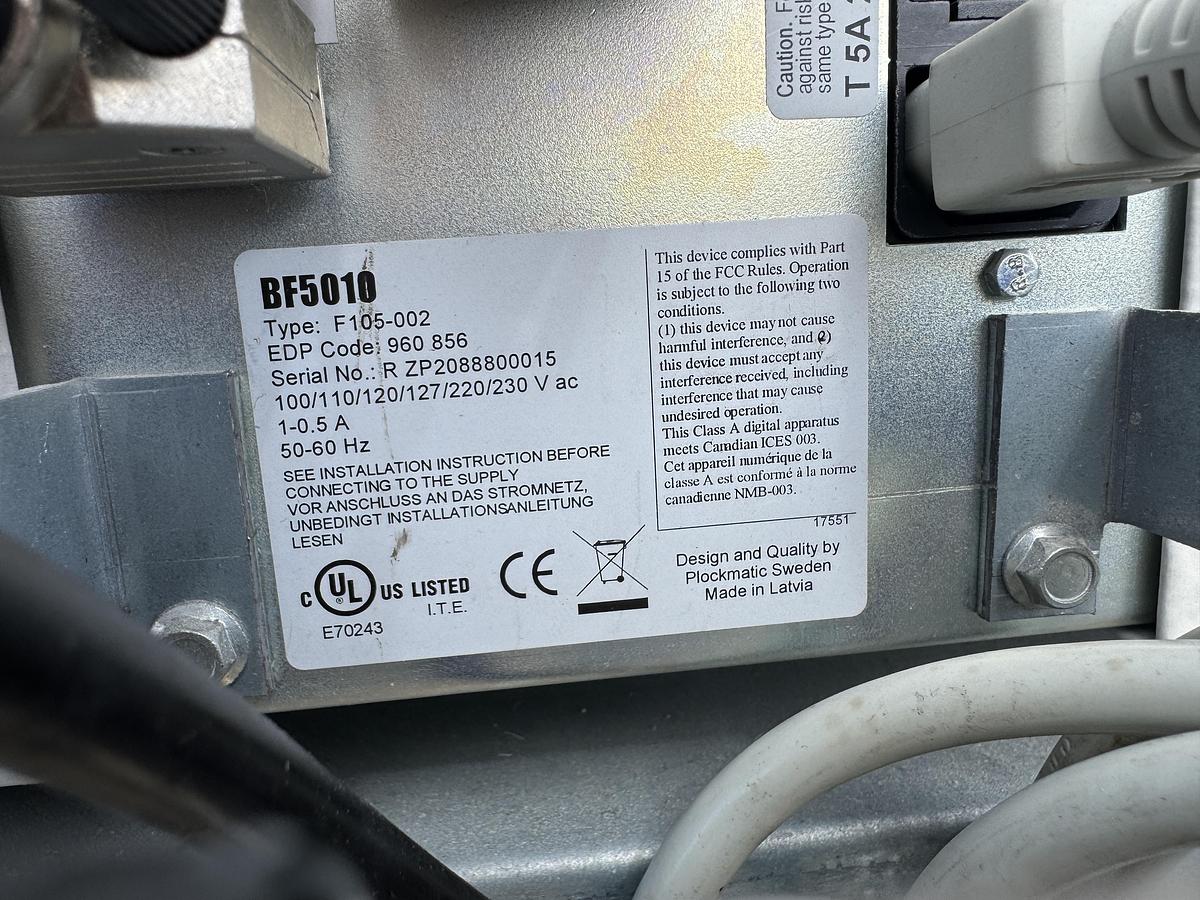 Caution. F
against risk
same type
T 5A 2
BF5010
Type: F105-002
EDP Code: 960 856
Serial No.: R ZP2088800015
100/110/120/127/220/230 V ac
1-0.5 A
50-60 Hz
SEE INSTALLATION INSTRUCTION BEFORE
CONNECTING TO THE SUPPLY
VOR ANSCHLUSS AN DAS STROMNETZ,
UNBEDINGT INSTALLATIONSANLEITUNG
LESEN
C UL ® US LISTED
I.T.E.
E70243
CE
This device complies with Part
15 of the FCC Rules. Operation
is subject to the following two
conditions.
(1) this device may not cause
harmful interference, and (2)
this device must accept any
interference received, including
interference that may cause
undesired operation.
This Class A digital apparatus
meets Canadian ICES 003.
Cet appareil numérique de la
classe A est conformé à la norme
canadienne NMB-003.
17551
Design and Quality by
Plockmatic Sweden
Made in Latvia